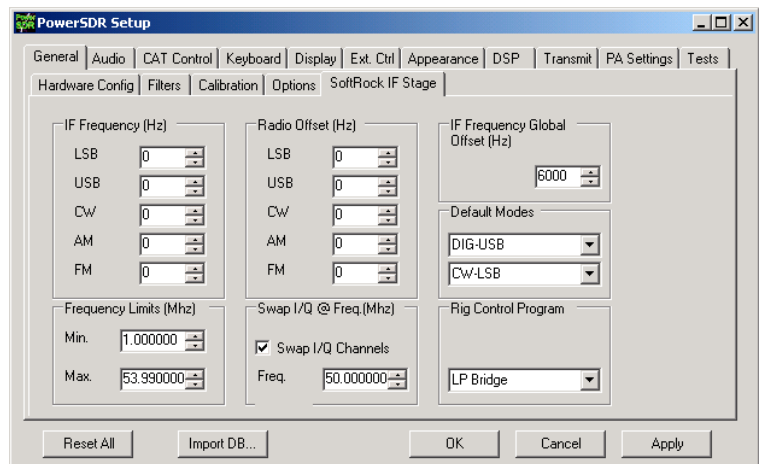 PowerSDR Setup
General Audio CAT Control Keyboard Display Ext. Ctrl Appearance DSP Transmit PA Settings Tests
Hardware Config Filters Calibration Options SoftRock IF Stage
IF Frequency (Hz)
LSB 0
USB 0
CW 0
AM 0
FM 0
Radio Offset (Hz)
LSB 0
USB 0
CW 0
AM 0
FM 0
IF Frequency Global
Offset (Hz)
6000
Default Modes
DIG-USB
CW-LSB
Frequency Limits (Mhz)
Min. 1.000000
Max. 53.990000
Swap I/Q @ Freq.(Mhz)
Swap I/Q Channels
Freq. 50.000000
Rig Control Program
LP Bridge
Reset All Import DB... OK Cancel Apply